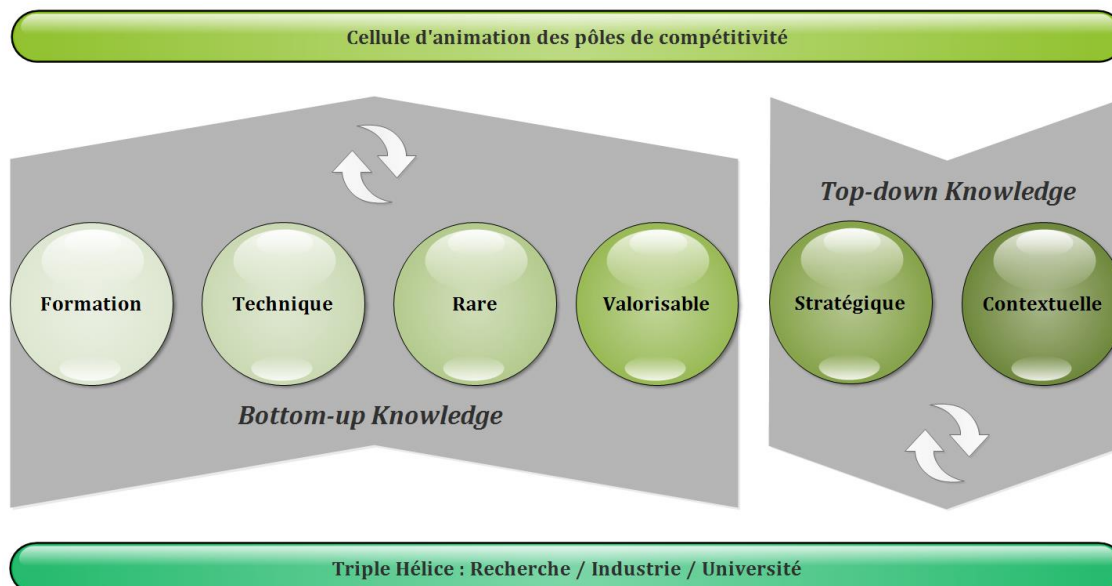 Cellule d'animation des pôles de compétitivité
Top-down Knowledge
Formation
Technique
Rare
Valorisable
Stratégique
Contextuelle
Bottom-up Knowledge
Triple Hélice : Recherche / Industrie / Université